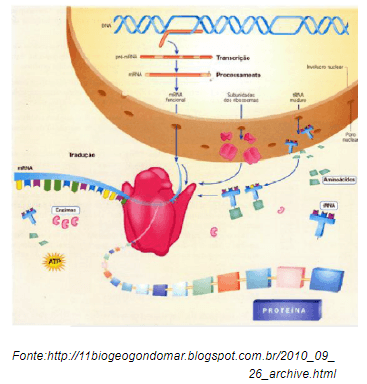 DNA
pré-mRNA
Transcrição
mRNA
Processamento
Invólucro nuclear
mRNA
funcional
Subunidades
dos ribossomas
tRNA
maduro
Poro
nuclear
Tradução
mRNA
Aminoácidos
Enzimas
tRNA
ATP
PROTEÍNA
Fonte:http://11biogeogondomar.blogspot.com.br/2010_09_
26_archive.html